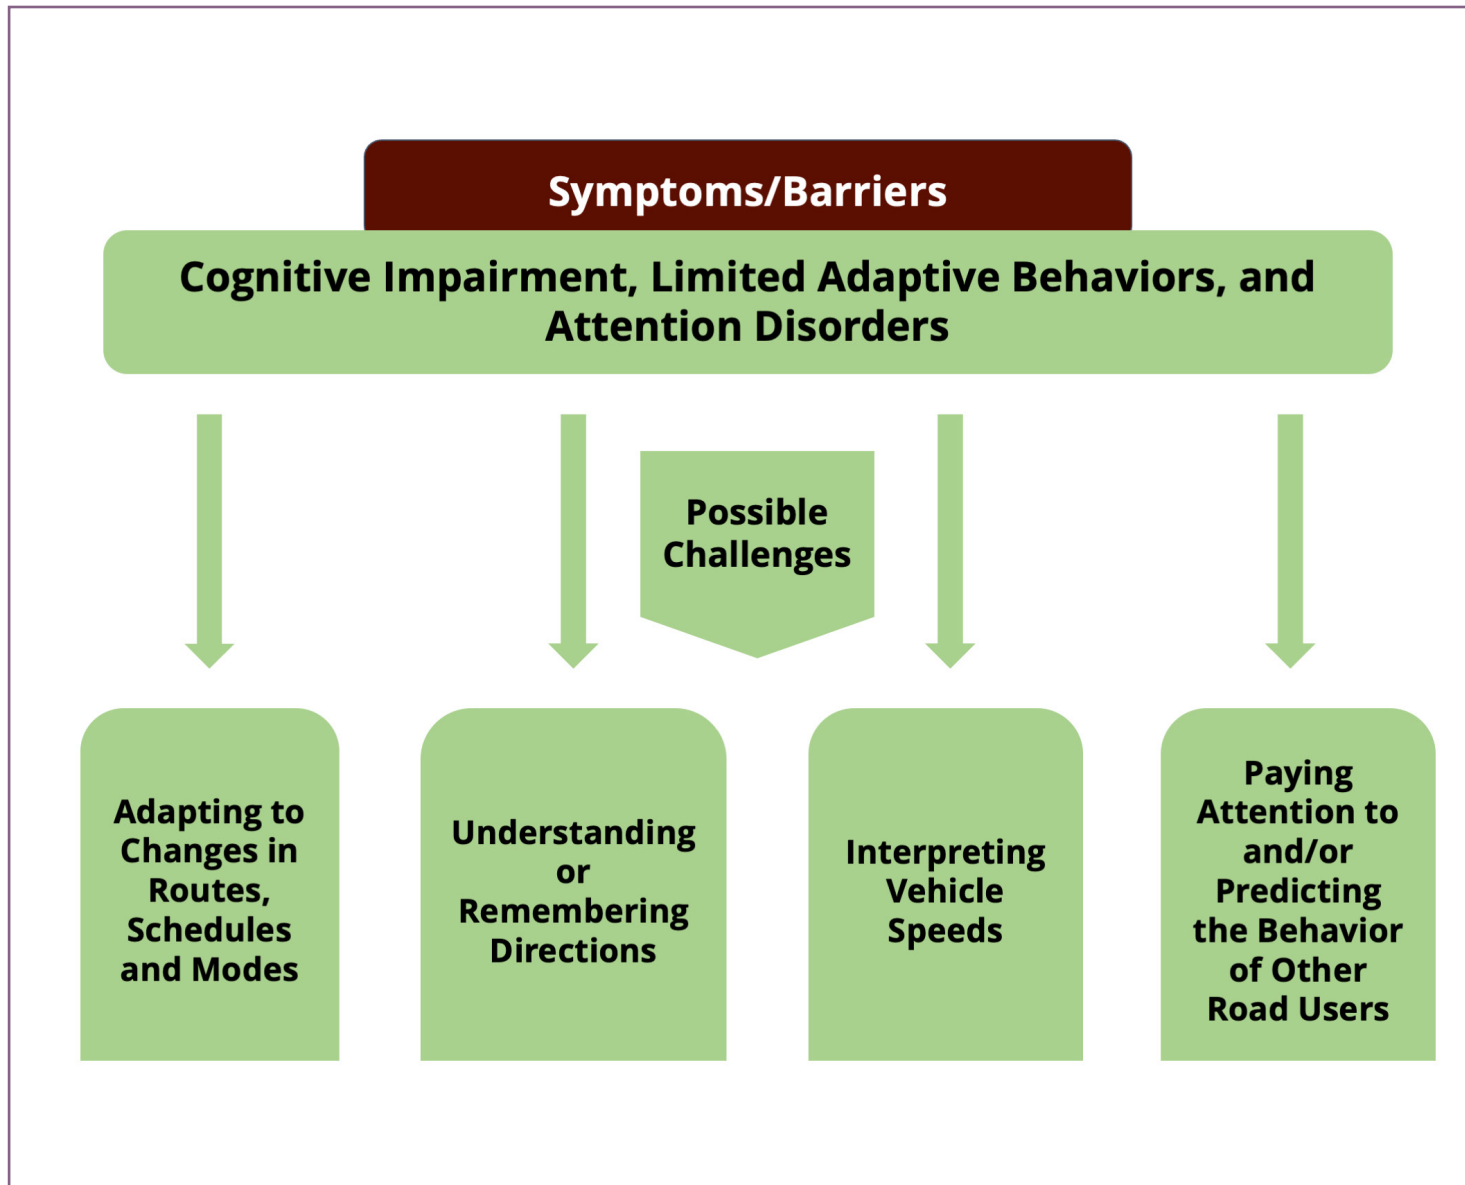 Symptoms/Barriers
Cognitive Impairment, Limited Adaptive Behaviors, and
Attention Disorders
Possible
Challenges
Adapting to
Changes in
Routes,
Schedules
and Modes
Understanding
or
Remembering
Directions
Interpreting
Vehicle
Speeds
Paying
Attention to
and/or
Predicting
the Behavior
of Other
Road Users